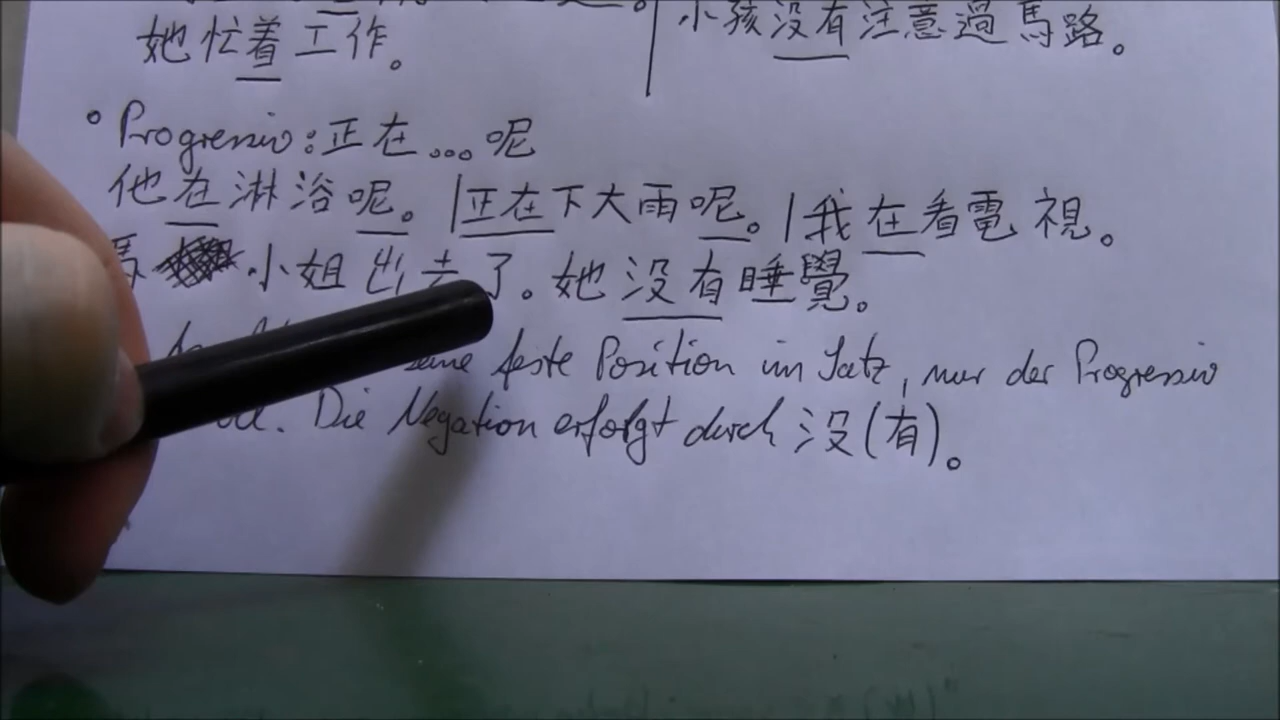 她忙着工作。
小孩没有注意過馬路。
° Progressiv: 正在...呢
他在淋浴呢。|正在下大雨呢。|我在看電視。
馬小姐出去了。她没有睡覺。
feste Position im Satz, nur der Progressiv
Die Negation erfolgt durch 没(有)。